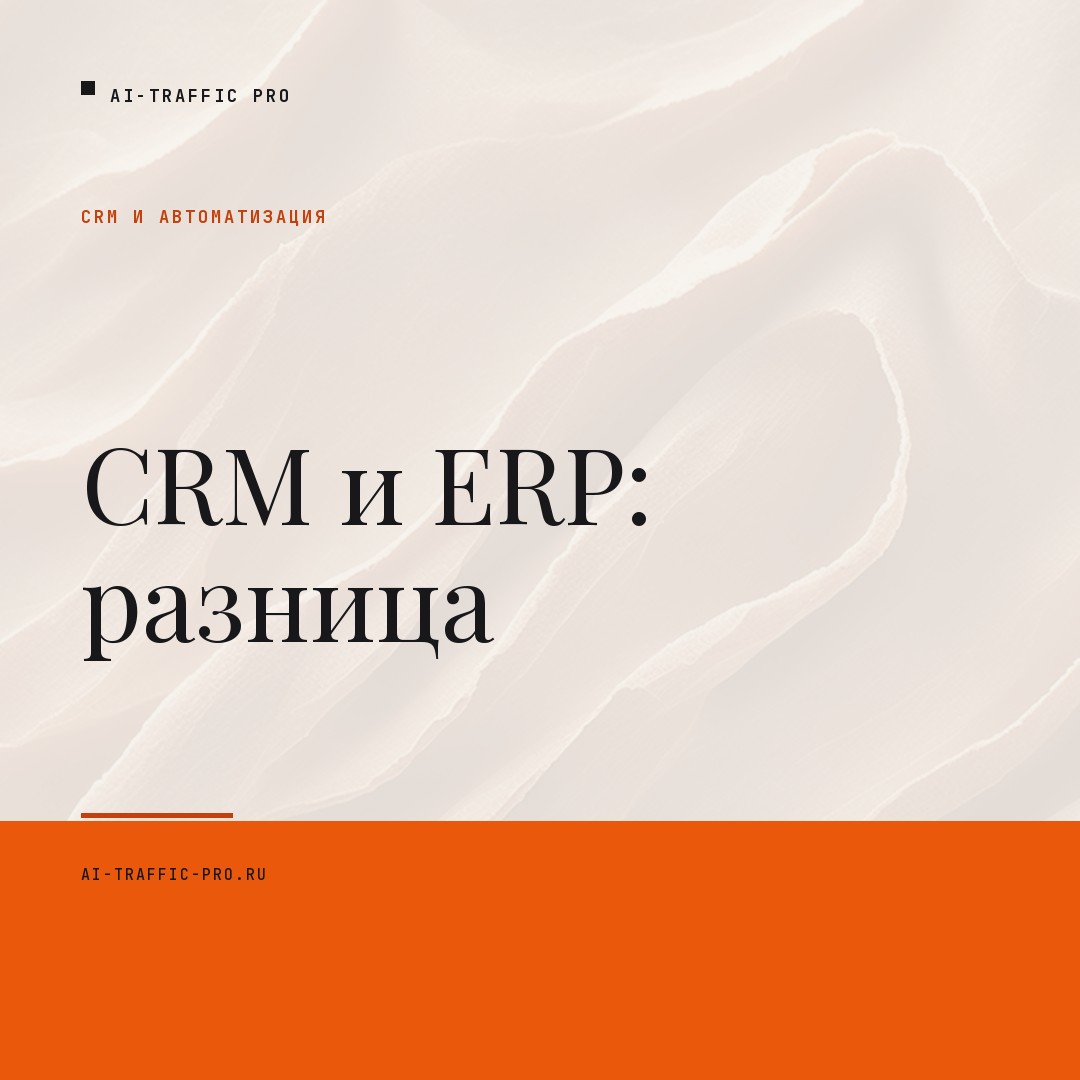 AI-TRAFFIC PRO
CRM И АВТОМАТИЗАЦИЯ
CRM и ERP:
разница
AI-TRAFFIC-PRO.RU